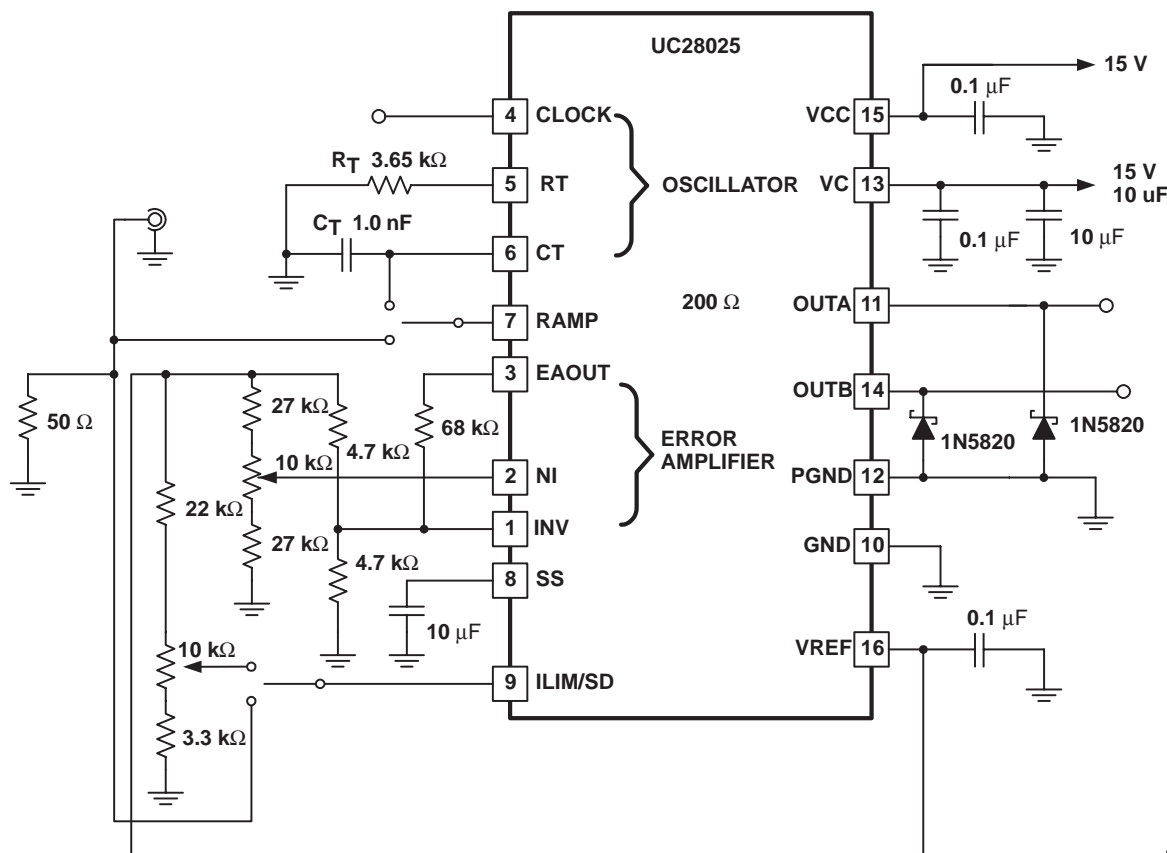 UC28025
15 V
0.1 μF
4 CLOCK
VCC 15
RT 3.65 kΩ
5 RT
OSCILLATOR
VC 13
15 V
10 uF
CT 1.0 nF
6 CT
0.1 μF
10 μF
200 Ω
OUTA 11
7 RAMP
3 EAOUT
OUTB 14
27 kΩ
50 Ω
4.7 kΩ
68 kΩ
ERROR
AMPLIFIER
1N5820
1N5820
10 kΩ
2 NI
PGND 12
22 kΩ
27 kΩ
1 INV
GND 10
4.7 kΩ
8 SS
10 μF
0.1 μF
VREF 16
10 kΩ
9 ILIM/SD
3.3 kΩ